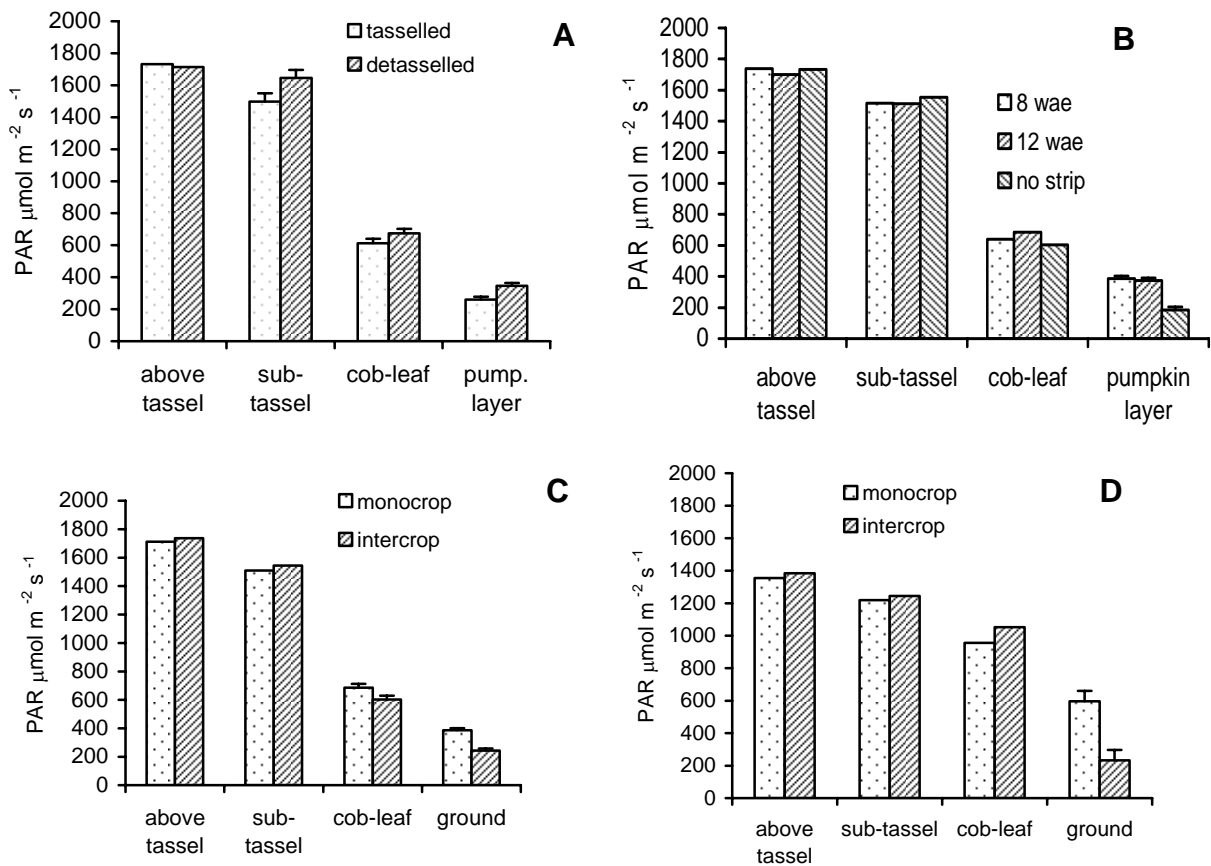 A
tasselled
detasselled
PAR μmol m⁻² s⁻¹
2000
1800
1600
1400
1200
1000
800
600
400
200
0
above tassel
sub-tassel
cob-leaf
pump. layer
B
8 wae
12 wae
no strip
PAR μmol m⁻² s⁻¹
2000
1800
1600
1400
1200
1000
800
600
400
200
0
above tassel
sub-tassel
cob-leaf
pumpkin layer
C
monocrop
intercrop
PAR μmol m⁻² s⁻¹
2000
1800
1600
1400
1200
1000
800
600
400
200
0
above tassel
sub-tassel
cob-leaf
ground
D
monocrop
intercrop
PAR μmol m⁻² s⁻¹
2000
1800
1600
1400
1200
1000
800
600
400
200
0
above tassel
sub-tassel
cob-leaf
ground